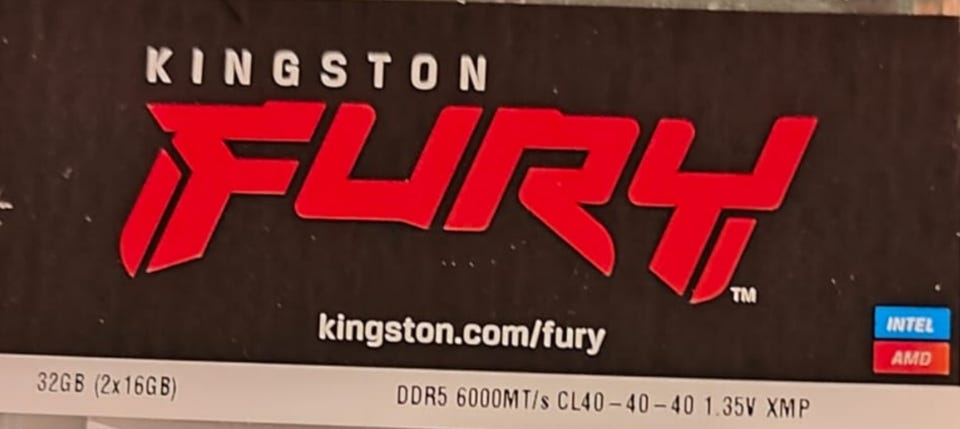 KINGSTON
FURY™
kingston.com/fury
INTEL
AMD
32GB (2x16GB) DDR5 6000MT/s CL40-40-40 1.35V XMP